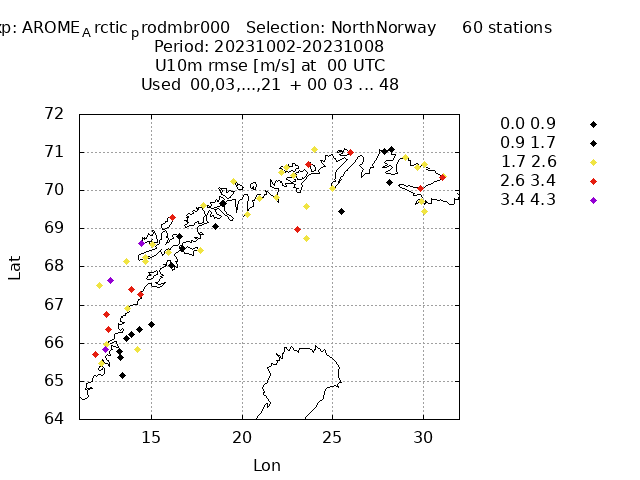 xp: AROME_Arctic_prodmbr000 Selection: NorthNorway 60 stations
Period: 20231002-20231008
U10m rmse [m/s] at 00 UTC
Used 00,03,...,21 + 00 03 ... 48
72
71
70
69
68
67
66
65
64
15 20 25 30
Lat
Lon
0.0 0.9
0.9 1.7
1.7 2.6
2.6 3.4
3.4 4.3